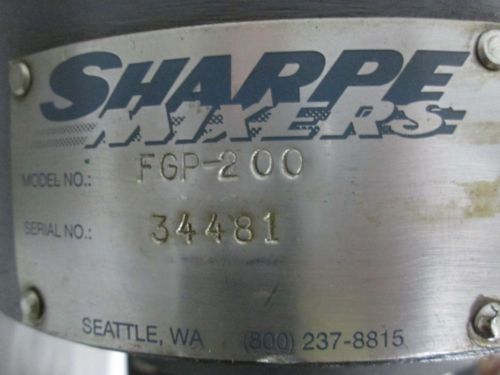 SHARPE
MIXERS
MODEL NO.: FGP-200
SERIAL NO.: 34481
SEATTLE, WA (800) 237-8815